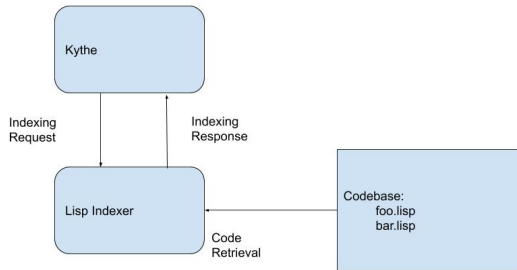 Kythe
Indexing
Request
Indexing
Response
Lisp Indexer
Codebase:
foo.lisp
bar.lisp
Code
Retrieval